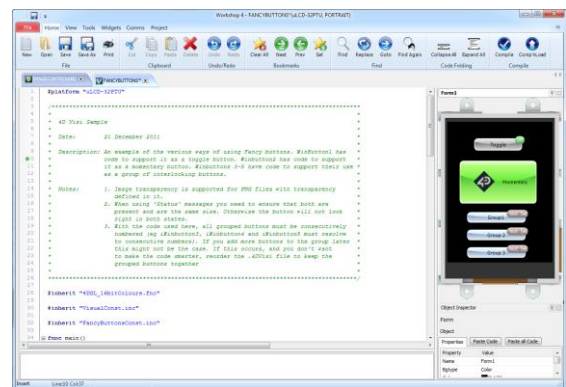 Workshop 4 - FANCYBUTTONS*(uLCD-32PTU, PORTRAIT)
File Home View Tools Widgets Comms Project
New Open Save Save As Print Cut Copy Paste Delete Undo Redo Clear All Next Prev Set Find Replace Goto Find Again Collapse All Expand All Compile Comp'nLoad
File Clipboard Undo/Redo Bookmarks Find Code Folding Compile
FANCYBUTTONS*
#platform "uLCD-32PTU"
4D Visi Sample
Date: 2! December 2011
Description: An example of the various ways of using Fancy buttons. WinButton1 has
code to support it as a toggle button. Winbutton2 has code to support
it as a momentary button. Winbuttons 3-5 have code to support their use
as a group of interlocking buttons.
Notes: 1. Image transparency is supported for PNG files with transparency
defined in it.
2. When using 'Status' messages you need to ensure that both are
present and are the same size. Otherwise the button will not look
right in both states.
3. With the code used here, all grouped buttons must be consecutively
numbered (eg iWinbutton3, iWinbutton4 and iWinbutton5 must resolve
to consecutive numbers). If you add more buttons to the group later
this might not be the case. If this occurs, and you don't want
to make the code smarter, reorder the .4DVisi file to keep the
grouped buttons together
#inherit "4DGL_16bitColours.fnc"
#inherit "VisualConst.inc"
#inherit "FancyButtonsConst.inc"
func main()
Form1
Toggle
4D Momentary
Group 1
Group 2
Group 3
Object Inspector
Form
Object
Properties Paste Code Paste All Code
Property Value
Name Form1
Bgtype Color
Insert Line:10 Col:37